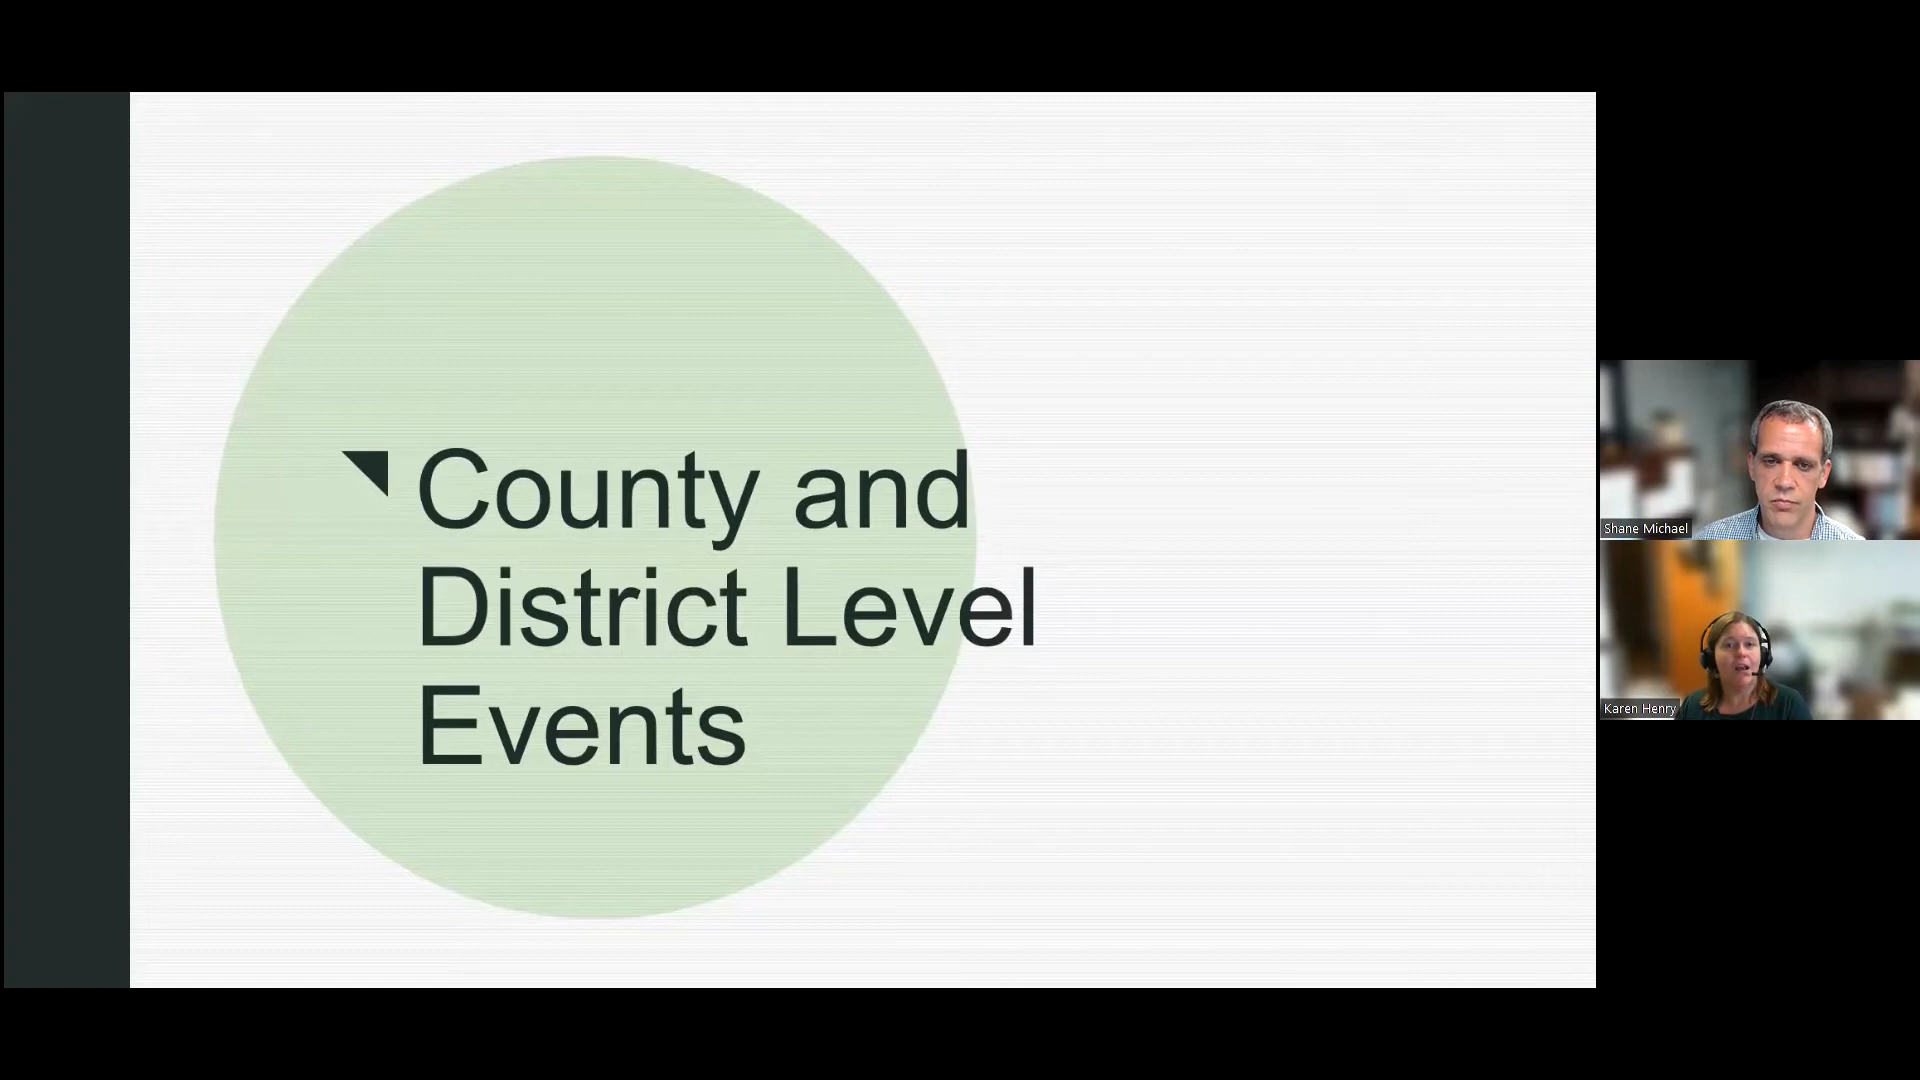 County and
District Level
Events
Shane Michael
Karen Henry